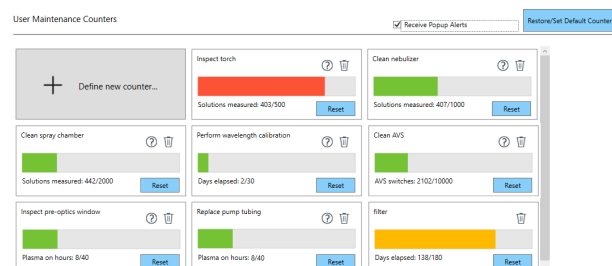 User Maintenance Counters
Receive Popup Alerts
Restore/Set Default Counter
Define new counter...
Inspect torch
Solutions measured: 403/500
Reset
Clean nebulizer
Solutions measured: 407/1000
Reset
Clean spray chamber
Solutions measured: 442/2000
Reset
Perform wavelength calibration
Days elapsed: 2/30
Reset
Clean AVS
AVS switches: 2102/10000
Reset
Inspect pre-optics window
Plasma on hours: 8/40
Reset
Replace pump tubing
Plasma on hours: 8/40
Reset
filter
Days elapsed: 138/180
Reset